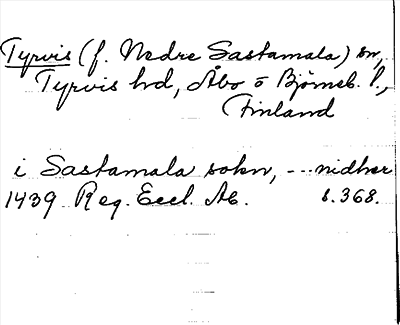 Tyrvis (f. Nedre Sastamala) sn,
Tyrvis hd, Åbo o Björneb. l.,
Finland
i Sastamala sokn, --- nidher
1439 Reg. Eccl. Ab. s. 368.